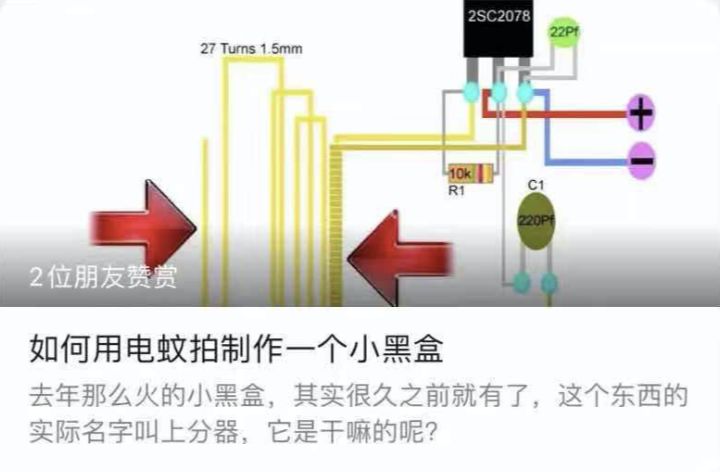 2SC2078
22Pf
27 Turns 1.5mm
+
−
10k
R1
C1
220Pf
2位朋友赞赏
如何用电蚊拍制作一个小黑盒
去年那么火的小黑盒，其实很久之前就有了，这个东西的
实际名字叫上分器，它是干嘛的呢？